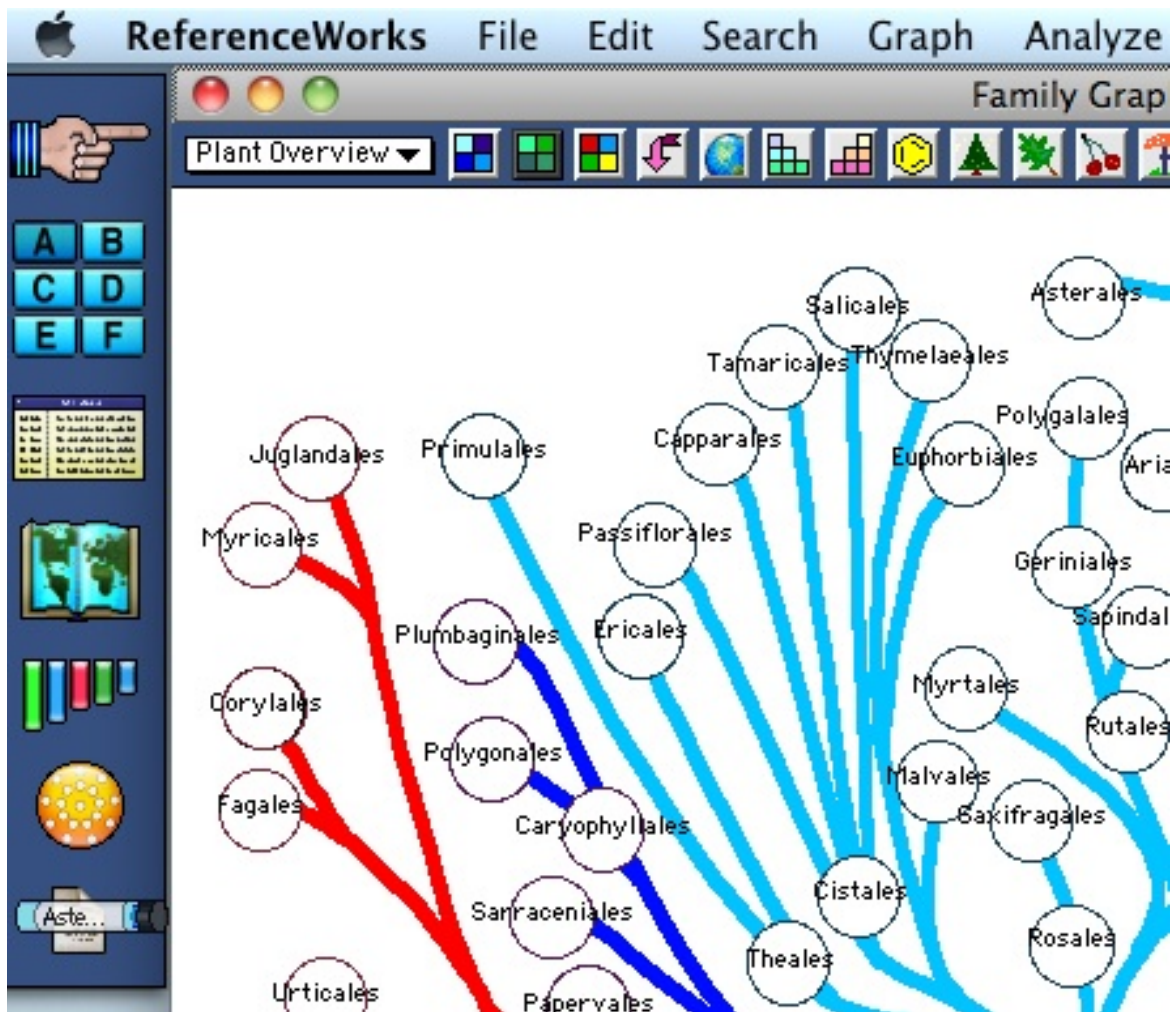 ReferenceWorks File Edit Search Graph Analyze
Family Grap
Plant Overview
A B
C D
E F
Aste...
Salicales
Asterales
Tamaricales
Thymelaeales
Polygalales
Capparales
Primulales
Juglandales
Euphorbiales
Aria
Passiflorales
Myricales
Geriniales
Sapindal
Plumbaginales
Ericales
Myrtales
Corylales
Rutales
Polygonales
Malvales
Fagales
Saxifragales
Caryophyllales
Cistales
Sarraceniales
Rosales
Theales
Urticales
Papervales